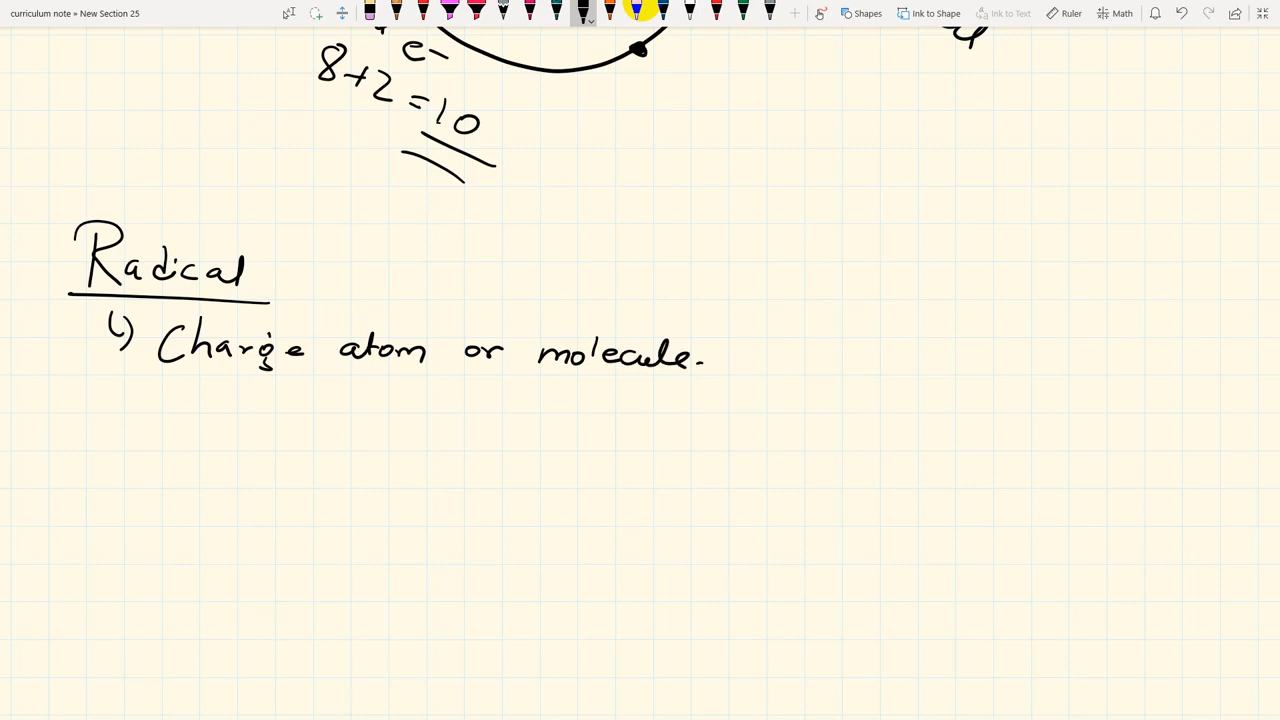 curriculum note » New Section 25
Shapes
Ink to Shape
Ink to Text
Ruler
Math
e-
8+2=10
Radical
↳ Charge atom or molecule.